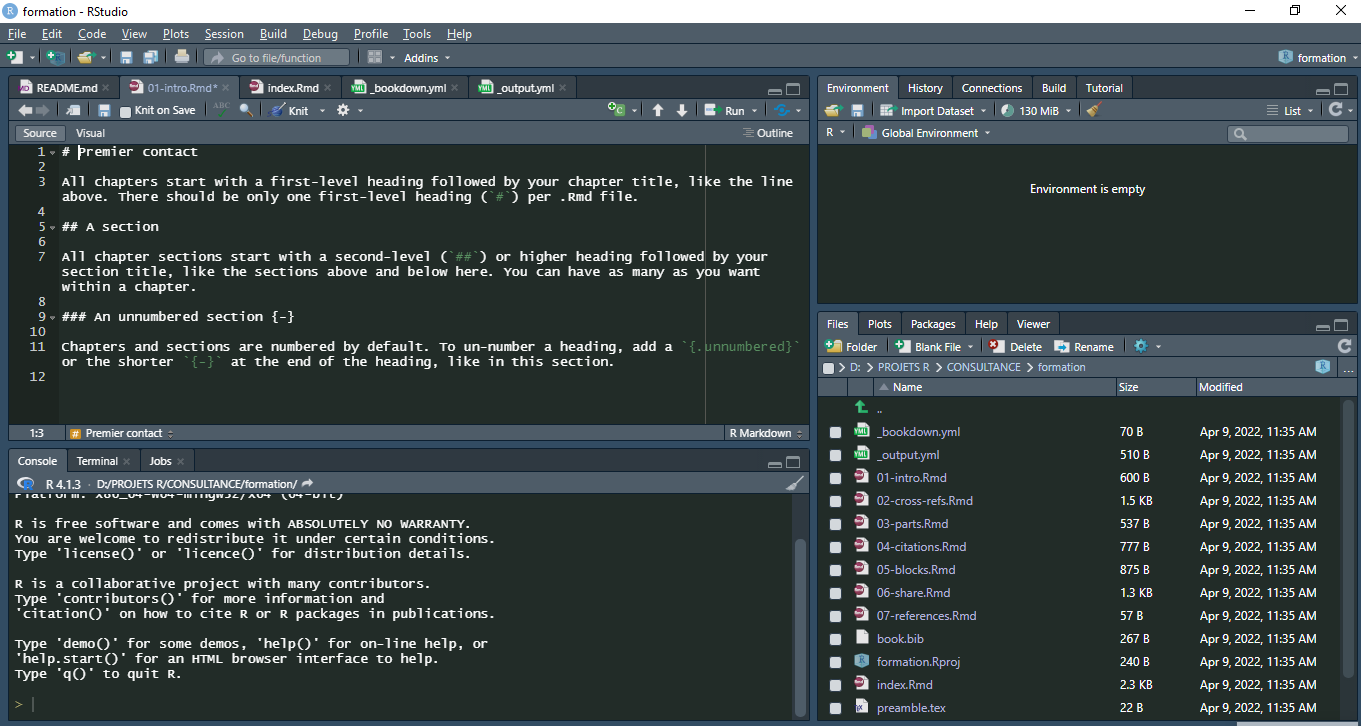 formation - RStudio
File Edit Code View Plots Session Build Debug Profile Tools Help
Go to file/function Addins formation
README.md 01-intro.Rmd* index.Rmd _bookdown.yml _output.yml
Knit on Save ABC Knit Run
Source Visual Outline
1 # Premier contact
2
3 All chapters start with a first-level heading followed by your chapter title, like the line
above. There should be only one first-level heading (`#`) per .Rmd file.
4
5 ## A section
6
7 All chapter sections start with a second-level (`##`) or higher heading followed by your
section title, like the sections above and below here. You can have as many as you want
within a chapter.
8
9 ### An unnumbered section {-}
10
11 Chapters and sections are numbered by default. To un-number a heading, add a `{.unnumbered}`
or the shorter `{-}` at the end of the heading, like in this section.
12
1:3 # Premier contact R Markdown
Console Terminal Jobs
R 4.1.3 · D:/PROJETS R/CONSULTANCE/formation/
Platform: x86_64-w64-mingw32/x64 (64-bit)
R is free software and comes with ABSOLUTELY NO WARRANTY.
You are welcome to redistribute it under certain conditions.
Type 'license()' or 'licence()' for distribution details.
R is a collaborative project with many contributors.
Type 'contributors()' for more information and
'citation()' on how to cite R or R packages in publications.
Type 'demo()' for some demos, 'help()' for on-line help, or
'help.start()' for an HTML browser interface to help.
Type 'q()' to quit R.
>
Environment History Connections Build Tutorial
Import Dataset 130 MiB List
R Global Environment
Environment is empty
Files Plots Packages Help Viewer
Folder Blank File Delete Rename
D: PROJETS R CONSULTANCE formation ...
Name Size Modified
..
_bookdown.yml 70 B Apr 9, 2022, 11:35 AM
_output.yml 510 B Apr 9, 2022, 11:35 AM
01-intro.Rmd 600 B Apr 9, 2022, 11:35 AM
02-cross-refs.Rmd 1.5 KB Apr 9, 2022, 11:35 AM
03-parts.Rmd 537 B Apr 9, 2022, 11:35 AM
04-citations.Rmd 777 B Apr 9, 2022, 11:35 AM
05-blocks.Rmd 875 B Apr 9, 2022, 11:35 AM
06-share.Rmd 1.3 KB Apr 9, 2022, 11:35 AM
07-references.Rmd 57 B Apr 9, 2022, 11:35 AM
book.bib 267 B Apr 9, 2022, 11:35 AM
formation.Rproj 240 B Apr 9, 2022, 11:35 AM
index.Rmd 2.3 KB Apr 9, 2022, 11:35 AM
preamble.tex 22 B Apr 9, 2022, 11:35 AM